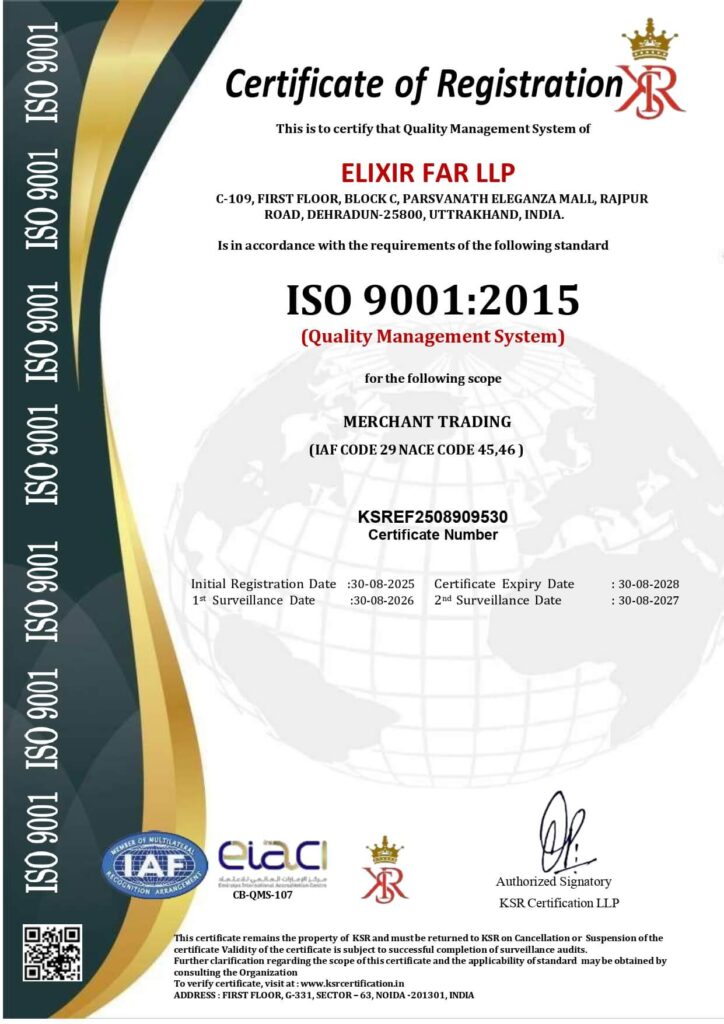 Certificate of Registration
KSR
This is to certify that Quality Management System of
ELIXIR FAR LLP
C-109, FIRST FLOOR, BLOCK C, PARSVANATH ELEGANZA MALL, RAJPUR
ROAD, DEHRADUN-25800, UTTRAKHAND, INDIA.
Is in accordance with the requirements of the following standard
ISO 9001:2015
(Quality Management System)
for the following scope
MERCHANT TRADING
(IAF CODE 29 NACE CODE 45,46 )
KSREF2508909530
Certificate Number
Initial Registration Date :30-08-2025 Certificate Expiry Date : 30-08-2028
1st Surveillance Date :30-08-2026 2nd Surveillance Date : 30-08-2027
ISO 9001
ISO 9001
ISO 9001
ISO 9001
ISO 9001
ISO 9001
ISO 9001
MEMBER OF MULTILATERAL
IAF
RECOGNITION ARRANGEMENT
eiaci
مركز الإمارات العالمي للاعتماد
Emirates International Accreditation Centre
CB-QMS-107
KSR
Authorized Signatory
KSR Certification LLP
This certificate remains the property of KSR and must be returned to KSR on Cancellation or Suspension of the
certificate Validity of the certificate is subject to successful completion of surveillance audits.
Further clarification regarding the scope of this certificate and the applicability of standard may be obtained by
consulting the Organization
To verify certificate, visit at : www.ksrcertification.in
ADDRESS : FIRST FLOOR, G-331, SECTOR – 63, NOIDA -201301, INDIA